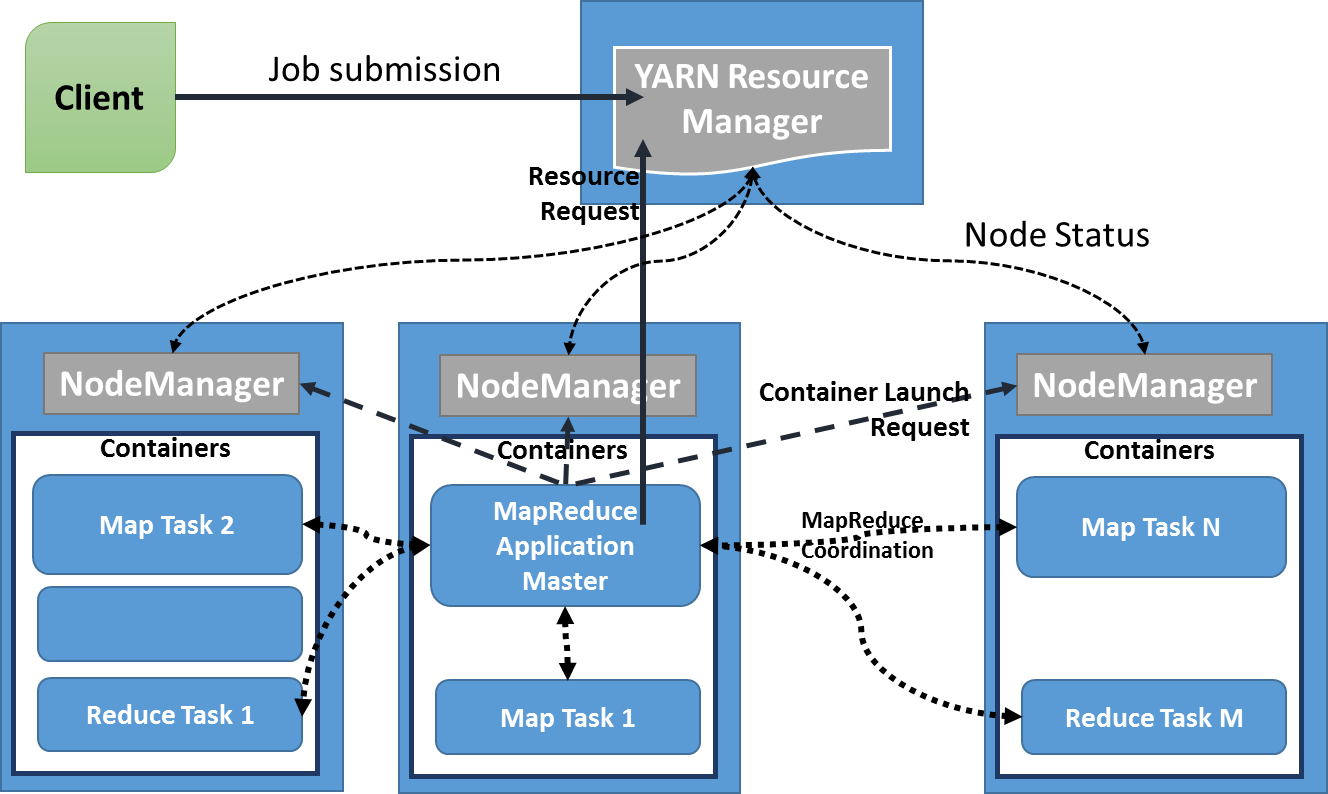 Client
Job submission
YARN Resource
Manager
Resource
Request
Node Status
NodeManager
NodeManager
NodeManager
Container Launch
Request
Containers
Containers
Containers
Map Task 2
MapReduce
Application
Master
MapReduce
Coordination
Map Task N
Reduce Task 1
Map Task 1
Reduce Task M